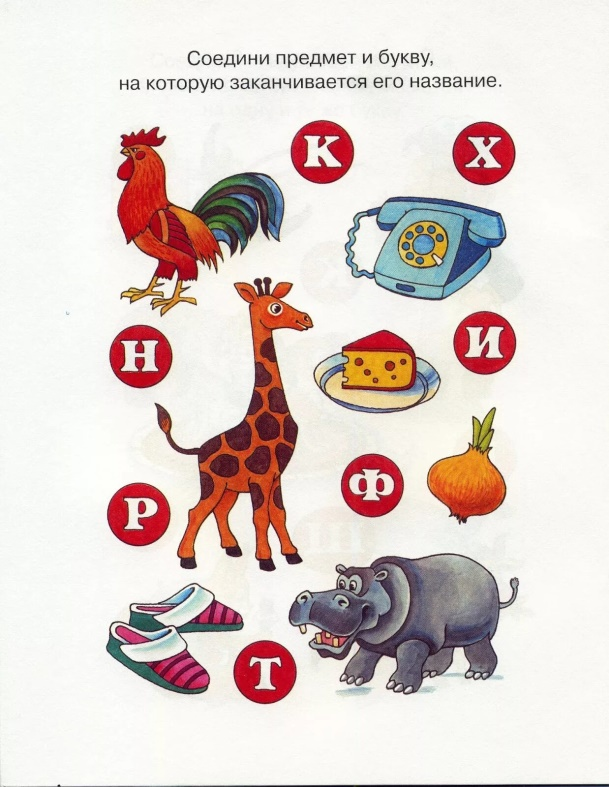 Соедини предмет и букву,
на которую заканчивается его название.
К
Х
Н
И
Р
Ф
Т